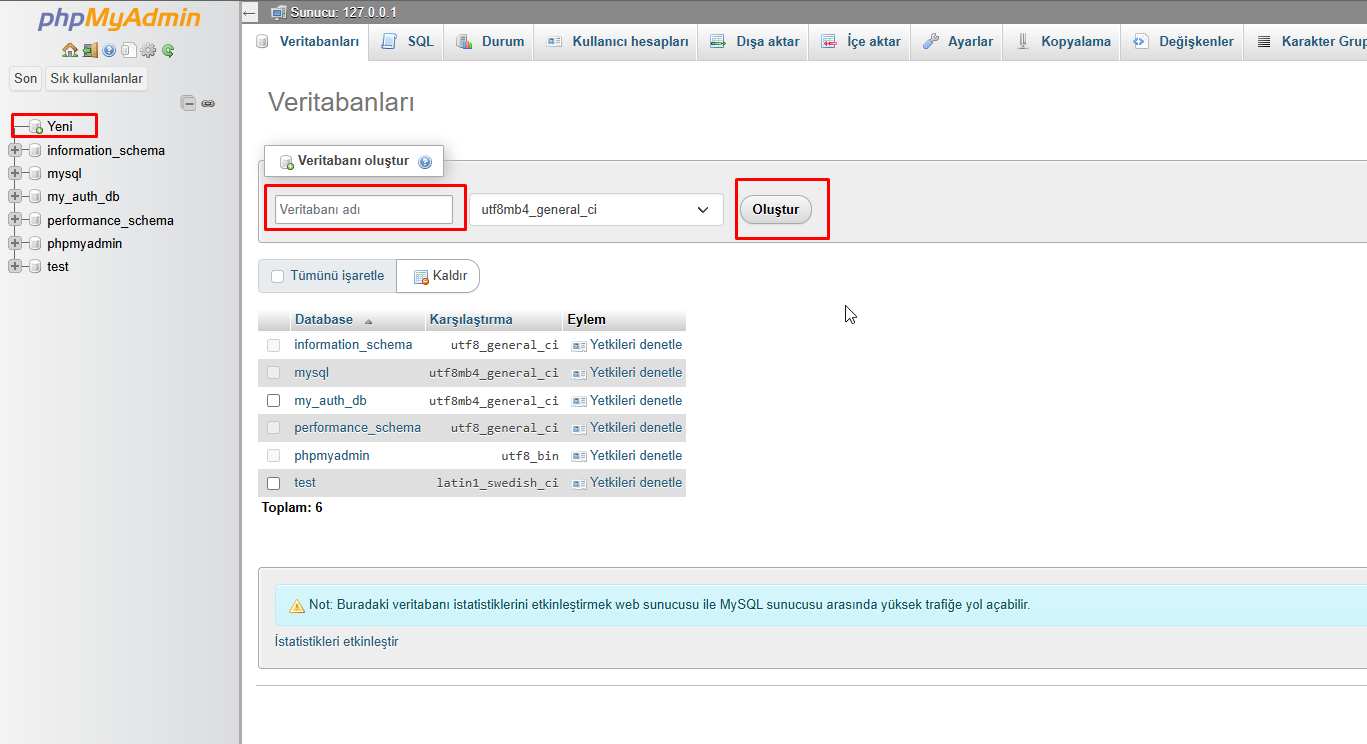 phpMyAdmin
Son Sık kullanılanlar
Yeni
information_schema
mysql
my_auth_db
performance_schema
phpmyadmin
test
Sunucu: 127.0.0.1
Veritabanları SQL Durum Kullanıcı hesapları Dışa aktar İçe aktar Ayarlar Kopyalama Değişkenler Karakter Grup
Veritabanları
Veritabanı oluştur
Veritabanı adı utf8mb4_general_ci Oluştur
Tümünü işaretle Kaldır
Database Karşılaştırma Eylem
information_schema utf8_general_ci Yetkileri denetle
mysql utf8mb4_general_ci Yetkileri denetle
my_auth_db utf8mb4_general_ci Yetkileri denetle
performance_schema utf8_general_ci Yetkileri denetle
phpmyadmin utf8_bin Yetkileri denetle
test latin1_swedish_ci Yetkileri denetle
Toplam: 6
Not: Buradaki veritabanı istatistiklerini etkinleştirmek web sunucusu ile MySQL sunucusu arasında yüksek trafiğe yol açabilir.
İstatistikleri etkinleştir